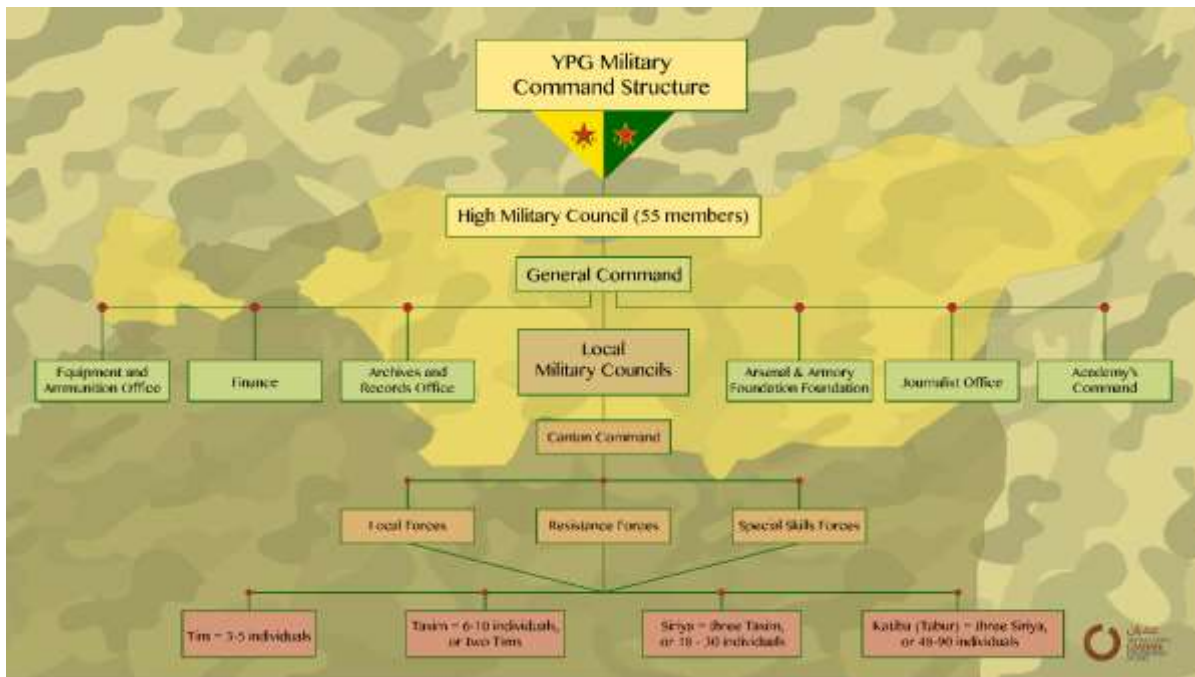 YPG Military
Command Structure
High Military Council (55 members)
General Command
Equipment and
Ammunition Office
Finance
Archives and
Records Office
Local
Military Councils
Arsenal & Armory
Foundation Foundation
Journalist Office
Academy's
Command
Canton Command
Local Forces
Resistance Forces
Special Skills Forces
Tim = 3-5 individuals
= 6-10 individuals,
or two Tims
Siriya = three
or 18 - 30 individuals
Katiba (Tabur) = three Siriya,
or 48-90 individuals